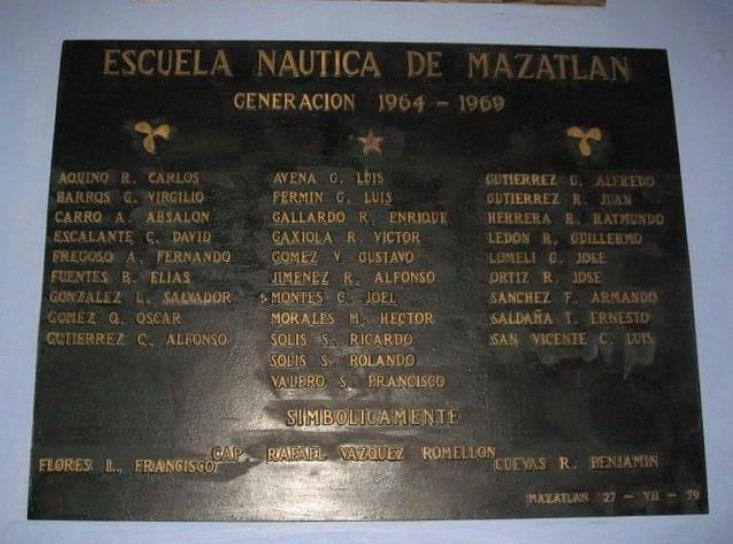 ESCUELA NAUTICA DE MAZATLAN
GENERACION 1964 - 1969
AQUINO R. CARLOS
BARROS G. VIRGILIO
CARRO A. ABSALON
ESCALANTE C. DAVID
FREGOSO A. FERNANDO
FUENTES B. ELIAS
GONZALEZ L. SALVADOR
GOMEZ O. OSCAR
GUTIERREZ C. ALFONSO
AVENA G. LUIS
FERMIN G. LUIS
GALLARDO R. ENRIQUE
GAXIOLA R. VICTOR
GOMEZ V. GUSTAVO
JIMENEZ R. ALFONSO
MONTES C. JOEL
MORALES M. HECTOR
SOLIS S. RICARDO
SOLIS S. ROLANDO
VALERO S. FRANCISCO
GUTIERREZ G. ALFREDO
GUTIERREZ R. JUAN
HERRERA B. RAYMUNDO
LEDON R. GUILLERMO
LOMELI G. JOSE
ORTIZ R. JOSE
SANCHEZ F. ARMANDO
SALDAÑA T. ERNESTO
SAN VICENTE C. LUIS
SIMBOLICAMENTE
FLORES L. FRANCISCO
CAP. RAFAEL VAZQUEZ ROMELLON
CUEVAS R. BENJAMIN
MAZATLAN 27 - VII - 79